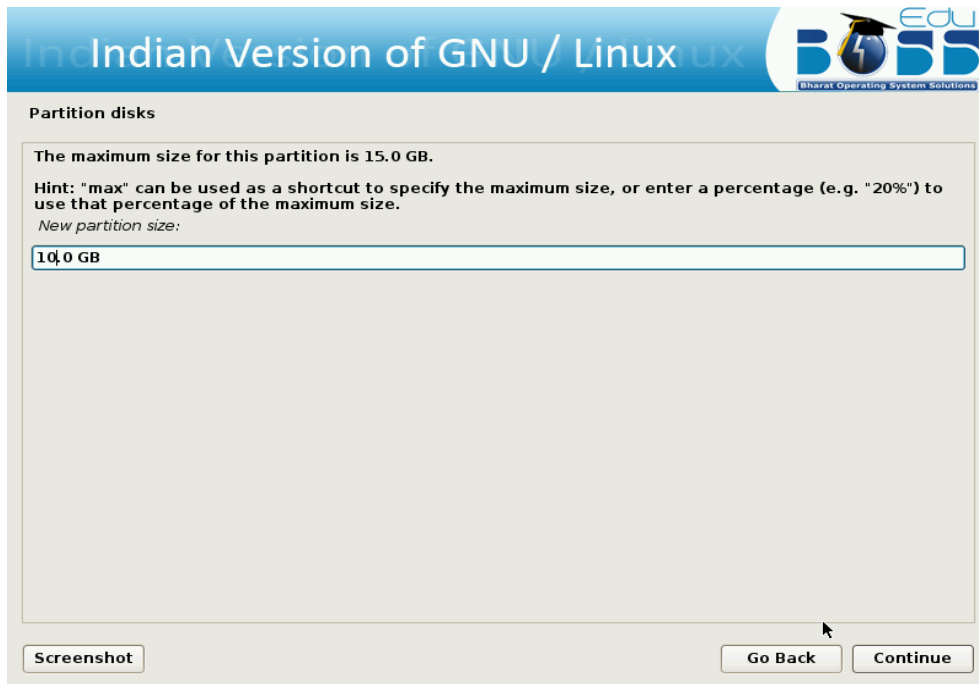 Indian Version of GNU / Linux
Edu
BOSS
Bharat Operating System Solutions
Partition disks
The maximum size for this partition is 15.0 GB.
Hint: "max" can be used as a shortcut to specify the maximum size, or enter a percentage (e.g. "20%") to
use that percentage of the maximum size.
New partition size:
10.0 GB
Screenshot
Go Back
Continue